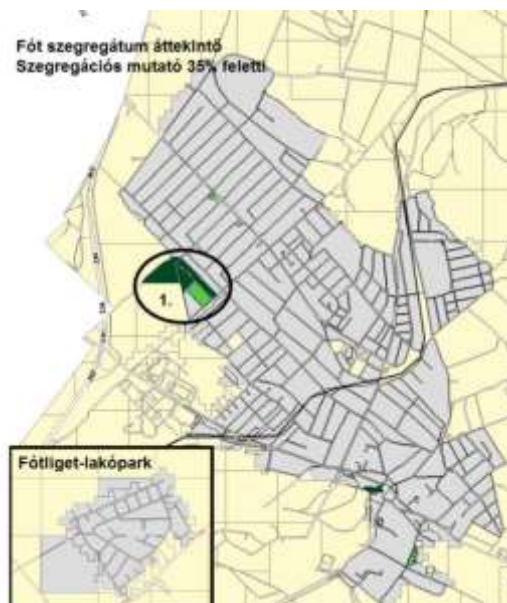 Fót szegregátum áttekintő
Szegregációs mutató 35% feletti
1.
Fótliget-lakópark